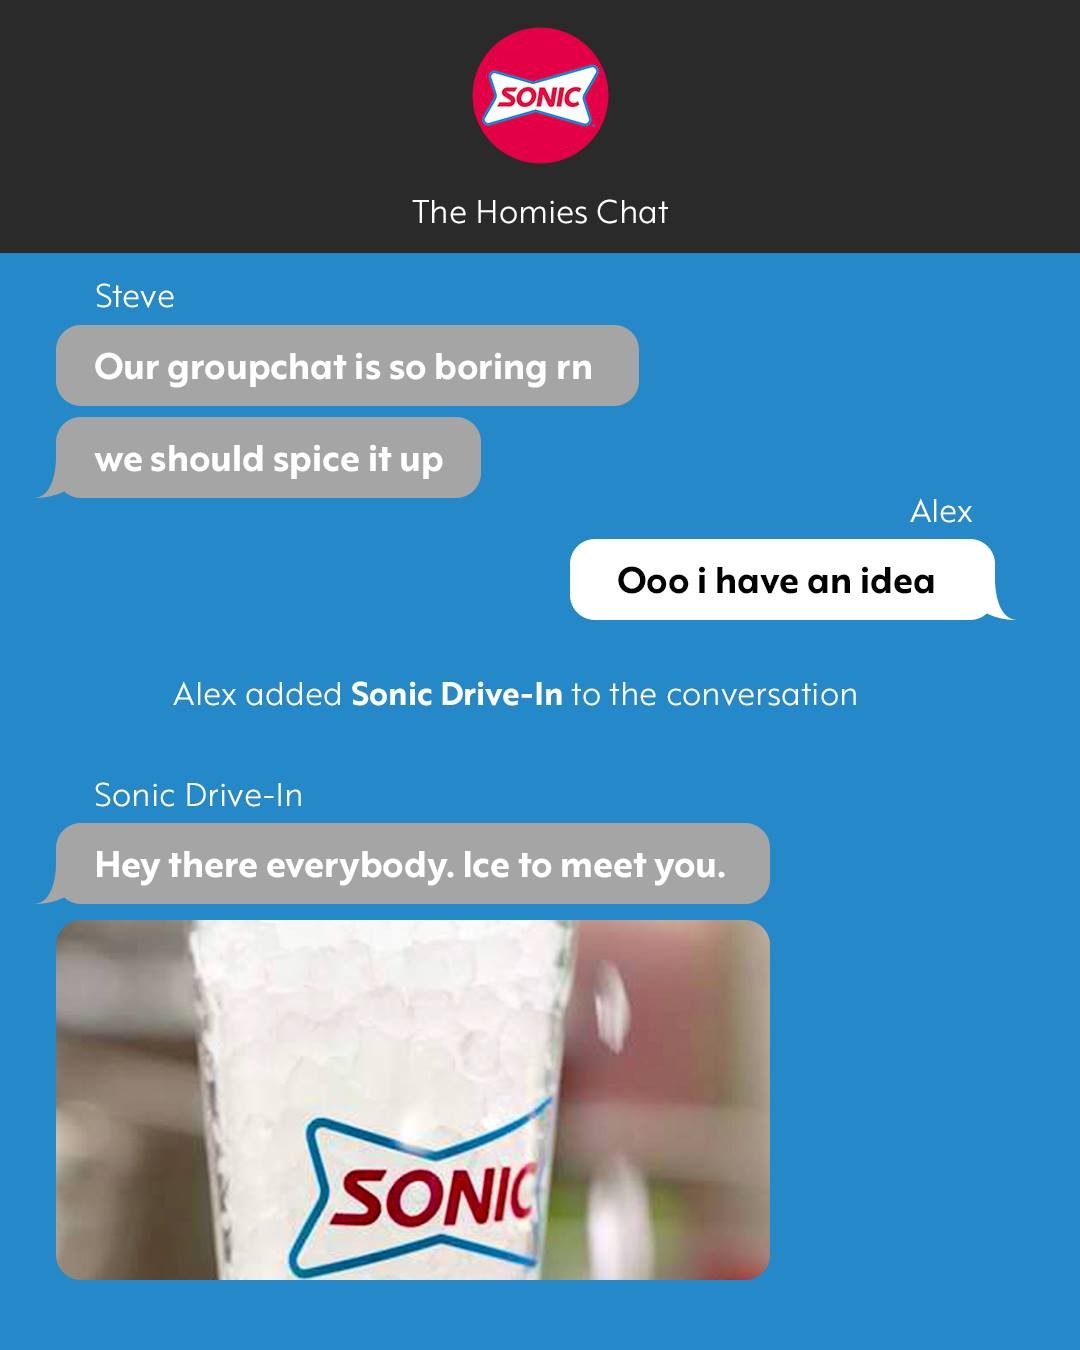 SONIC
The Homies Chat
Steve
Our groupchat is so boring rn
we should spice it up
Alex
Ooo i have an idea
Alex added Sonic Drive-In to the conversation
Sonic Drive-In
Hey there everybody. Ice to meet you.
SONIC